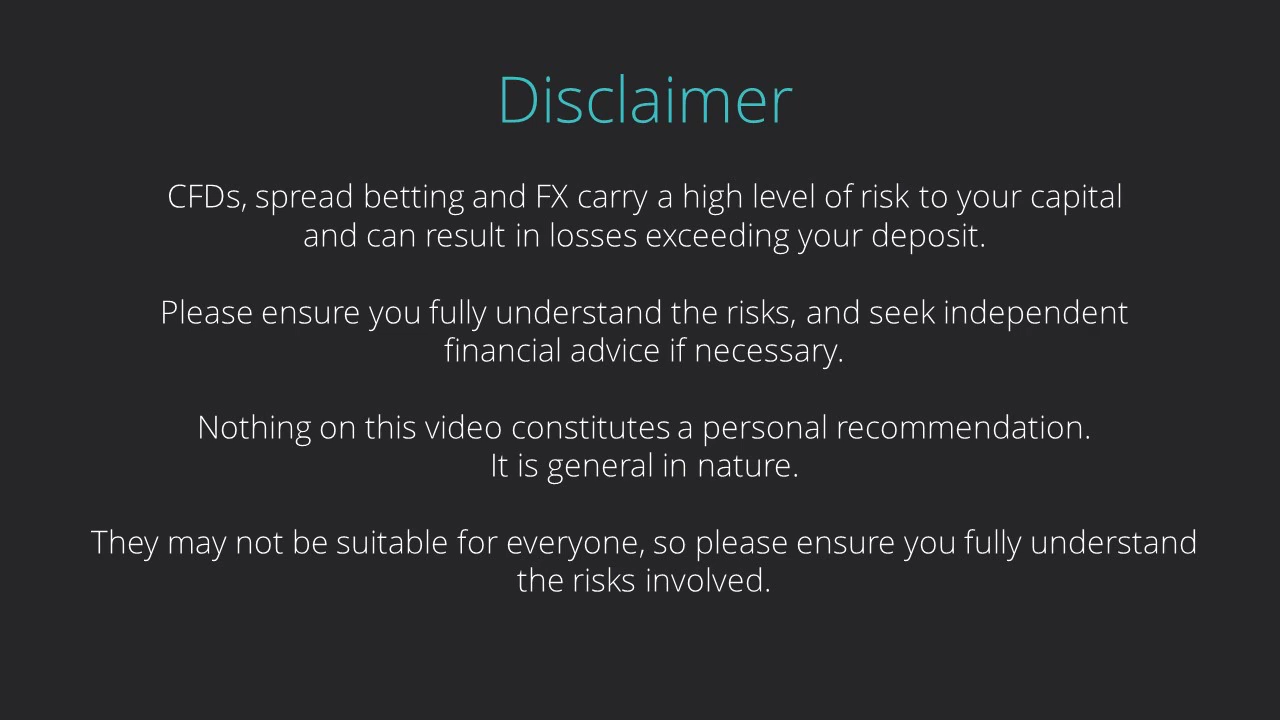 Disclaimer
CFDs, spread betting and FX carry a high level of risk to your capital
and can result in losses exceeding your deposit.
Please ensure you fully understand the risks, and seek independent
financial advice if necessary.
Nothing on this video constitutes a personal recommendation.
It is general in nature.
They may not be suitable for everyone, so please ensure you fully understand
the risks involved.